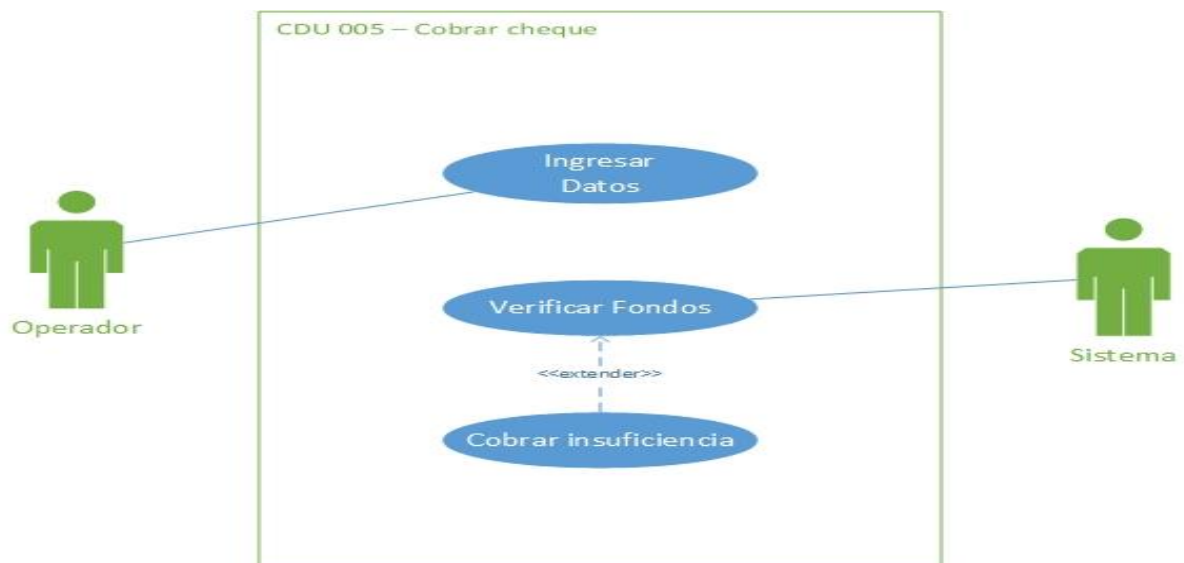 CDU 005 – Cobrar cheque
Ingresar
Datos
Operador
Verificar Fondos
Sistema
<<extender>>
Cobrar insuficiencia